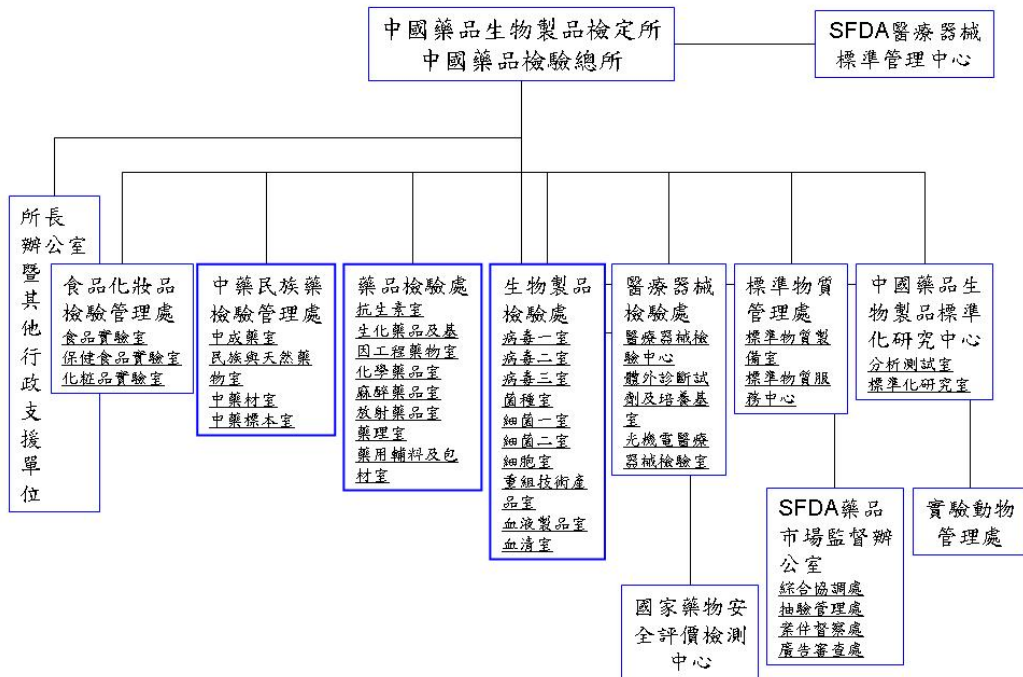 中國藥品生物製品檢定所
中國藥品檢驗總所
SFDA醫療器械
標準管理中心
所長
辦公室
暨
其
他
行
政
支
援
單
位
食品化妝品
檢驗管理處
食品實驗室
保健食品實驗室
化粧品實驗室
中藥民族藥
檢驗管理處
中成藥室
民族與天然藥
物室
中藥材室
中藥標本室
藥品檢驗處
抗生素室
生化藥品及基
因工程藥物室
化學藥品室
麻醉藥品室
放射藥品室
藥理室
藥用輔料及包
材室
生物製品
檢驗處
病毒一室
病毒二室
病毒三室
菌種室
細菌一室
細菌二室
細胞室
重組技術產
品室
血液製品室
血清室
醫療器械
檢驗處
醫療器械檢
驗中心
體外診斷試
劑及培養基
室
光機電醫療
器械檢驗室
標準物質
管理處
標準物質製
備室
標準物質服
務中心
中國藥品生
物製品標準
化研究中心
分析測試室
標準化研究室
國家藥物安
全評價檢測
中心
SFDA藥品
市場監督辦
公室
綜合協調處
抽驗管理處
案件督察處
廣告審查處
實驗動物
管理處